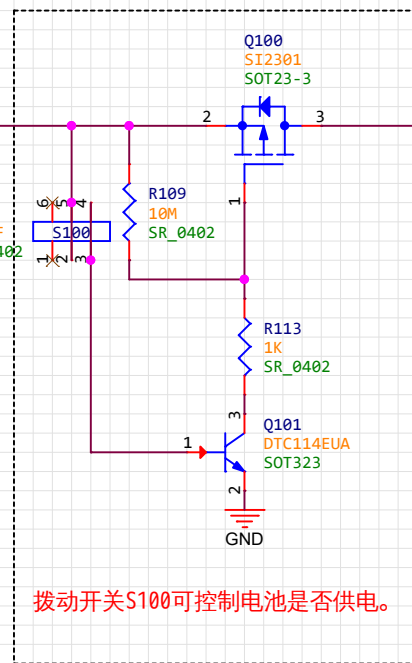 Q100
SI2301
SOT23-3
2
3
1
R109
10M
SR_0402
6
5
4
S100
1
2
3
F
402
R113
1K
SR_0402
3
Q101
DTC114EUA
SOT323
1
2
GND
拨动开关S100可控制电池是否供电。